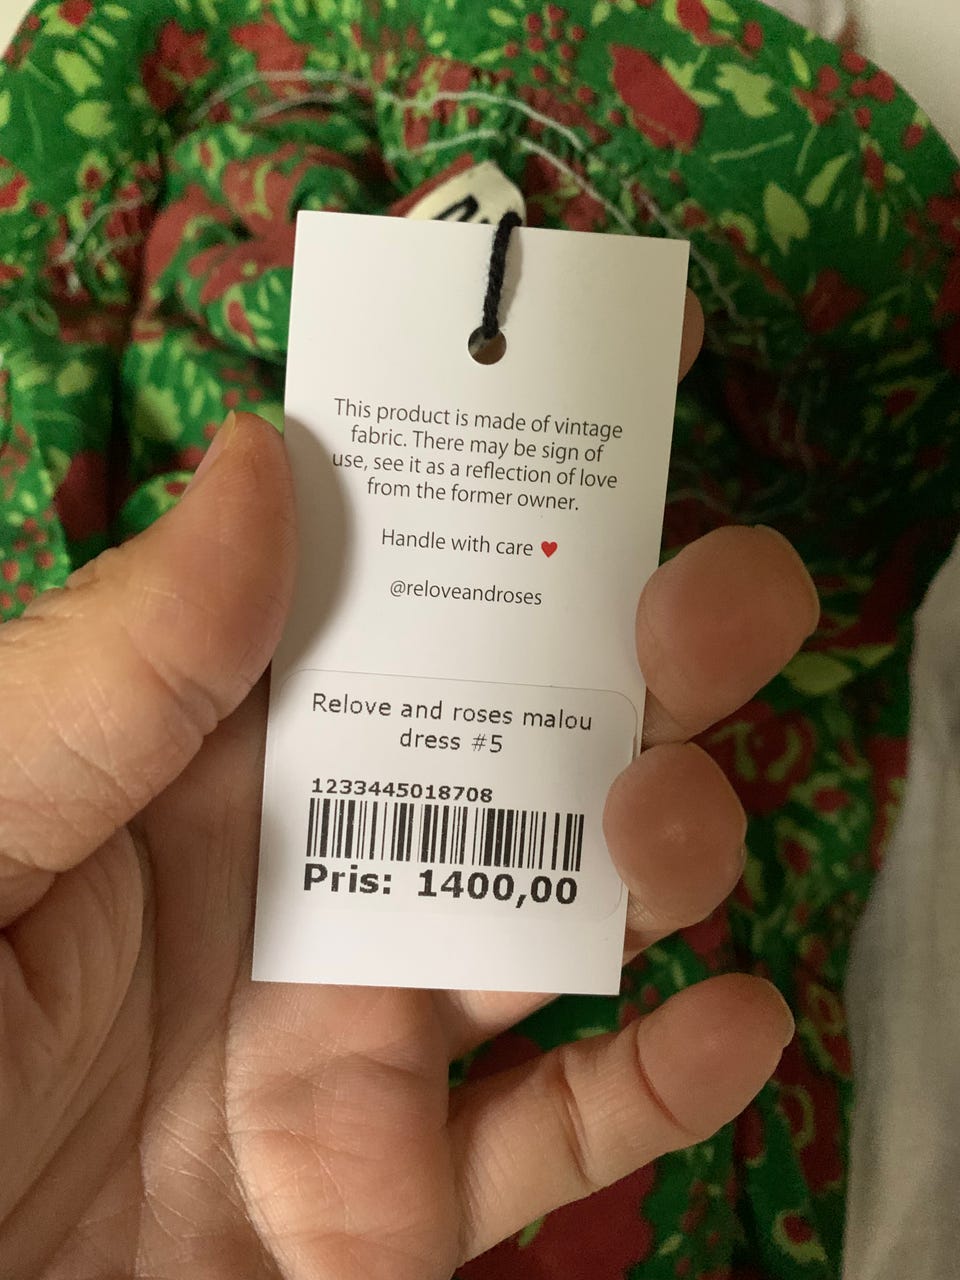 This product is made of vintage
fabric. There may be sign of
use, see it as a reflection of love
from the former owner.
Handle with care ♥
@reloveandroses
Relove and roses malou
dress #5
1233445018708
Pris: 1400,00